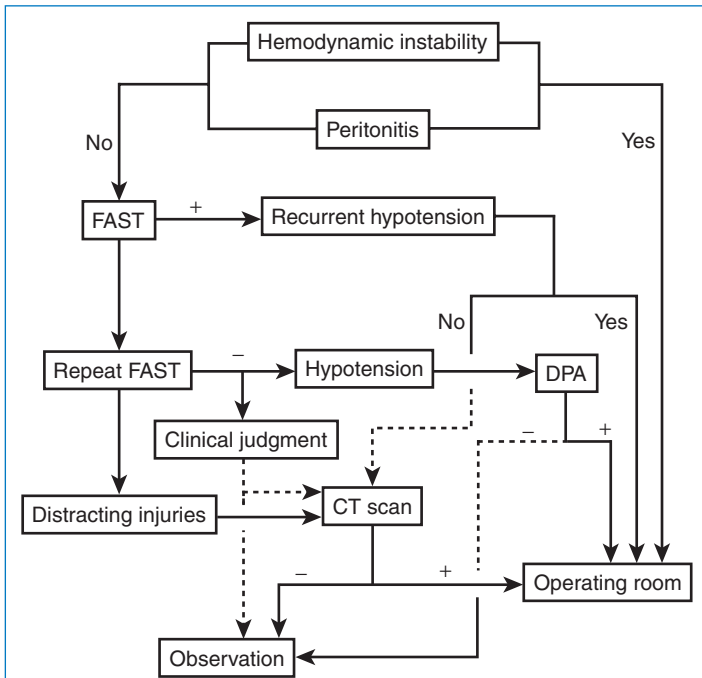 Hemodynamic instability
Peritonitis
No
Yes
FAST
+
Recurrent hypotension
No
Yes
Repeat FAST
–
Hypotension
DPA
Clinical judgment
–
+
Distracting injuries
CT scan
–
+
Operating room
Observation